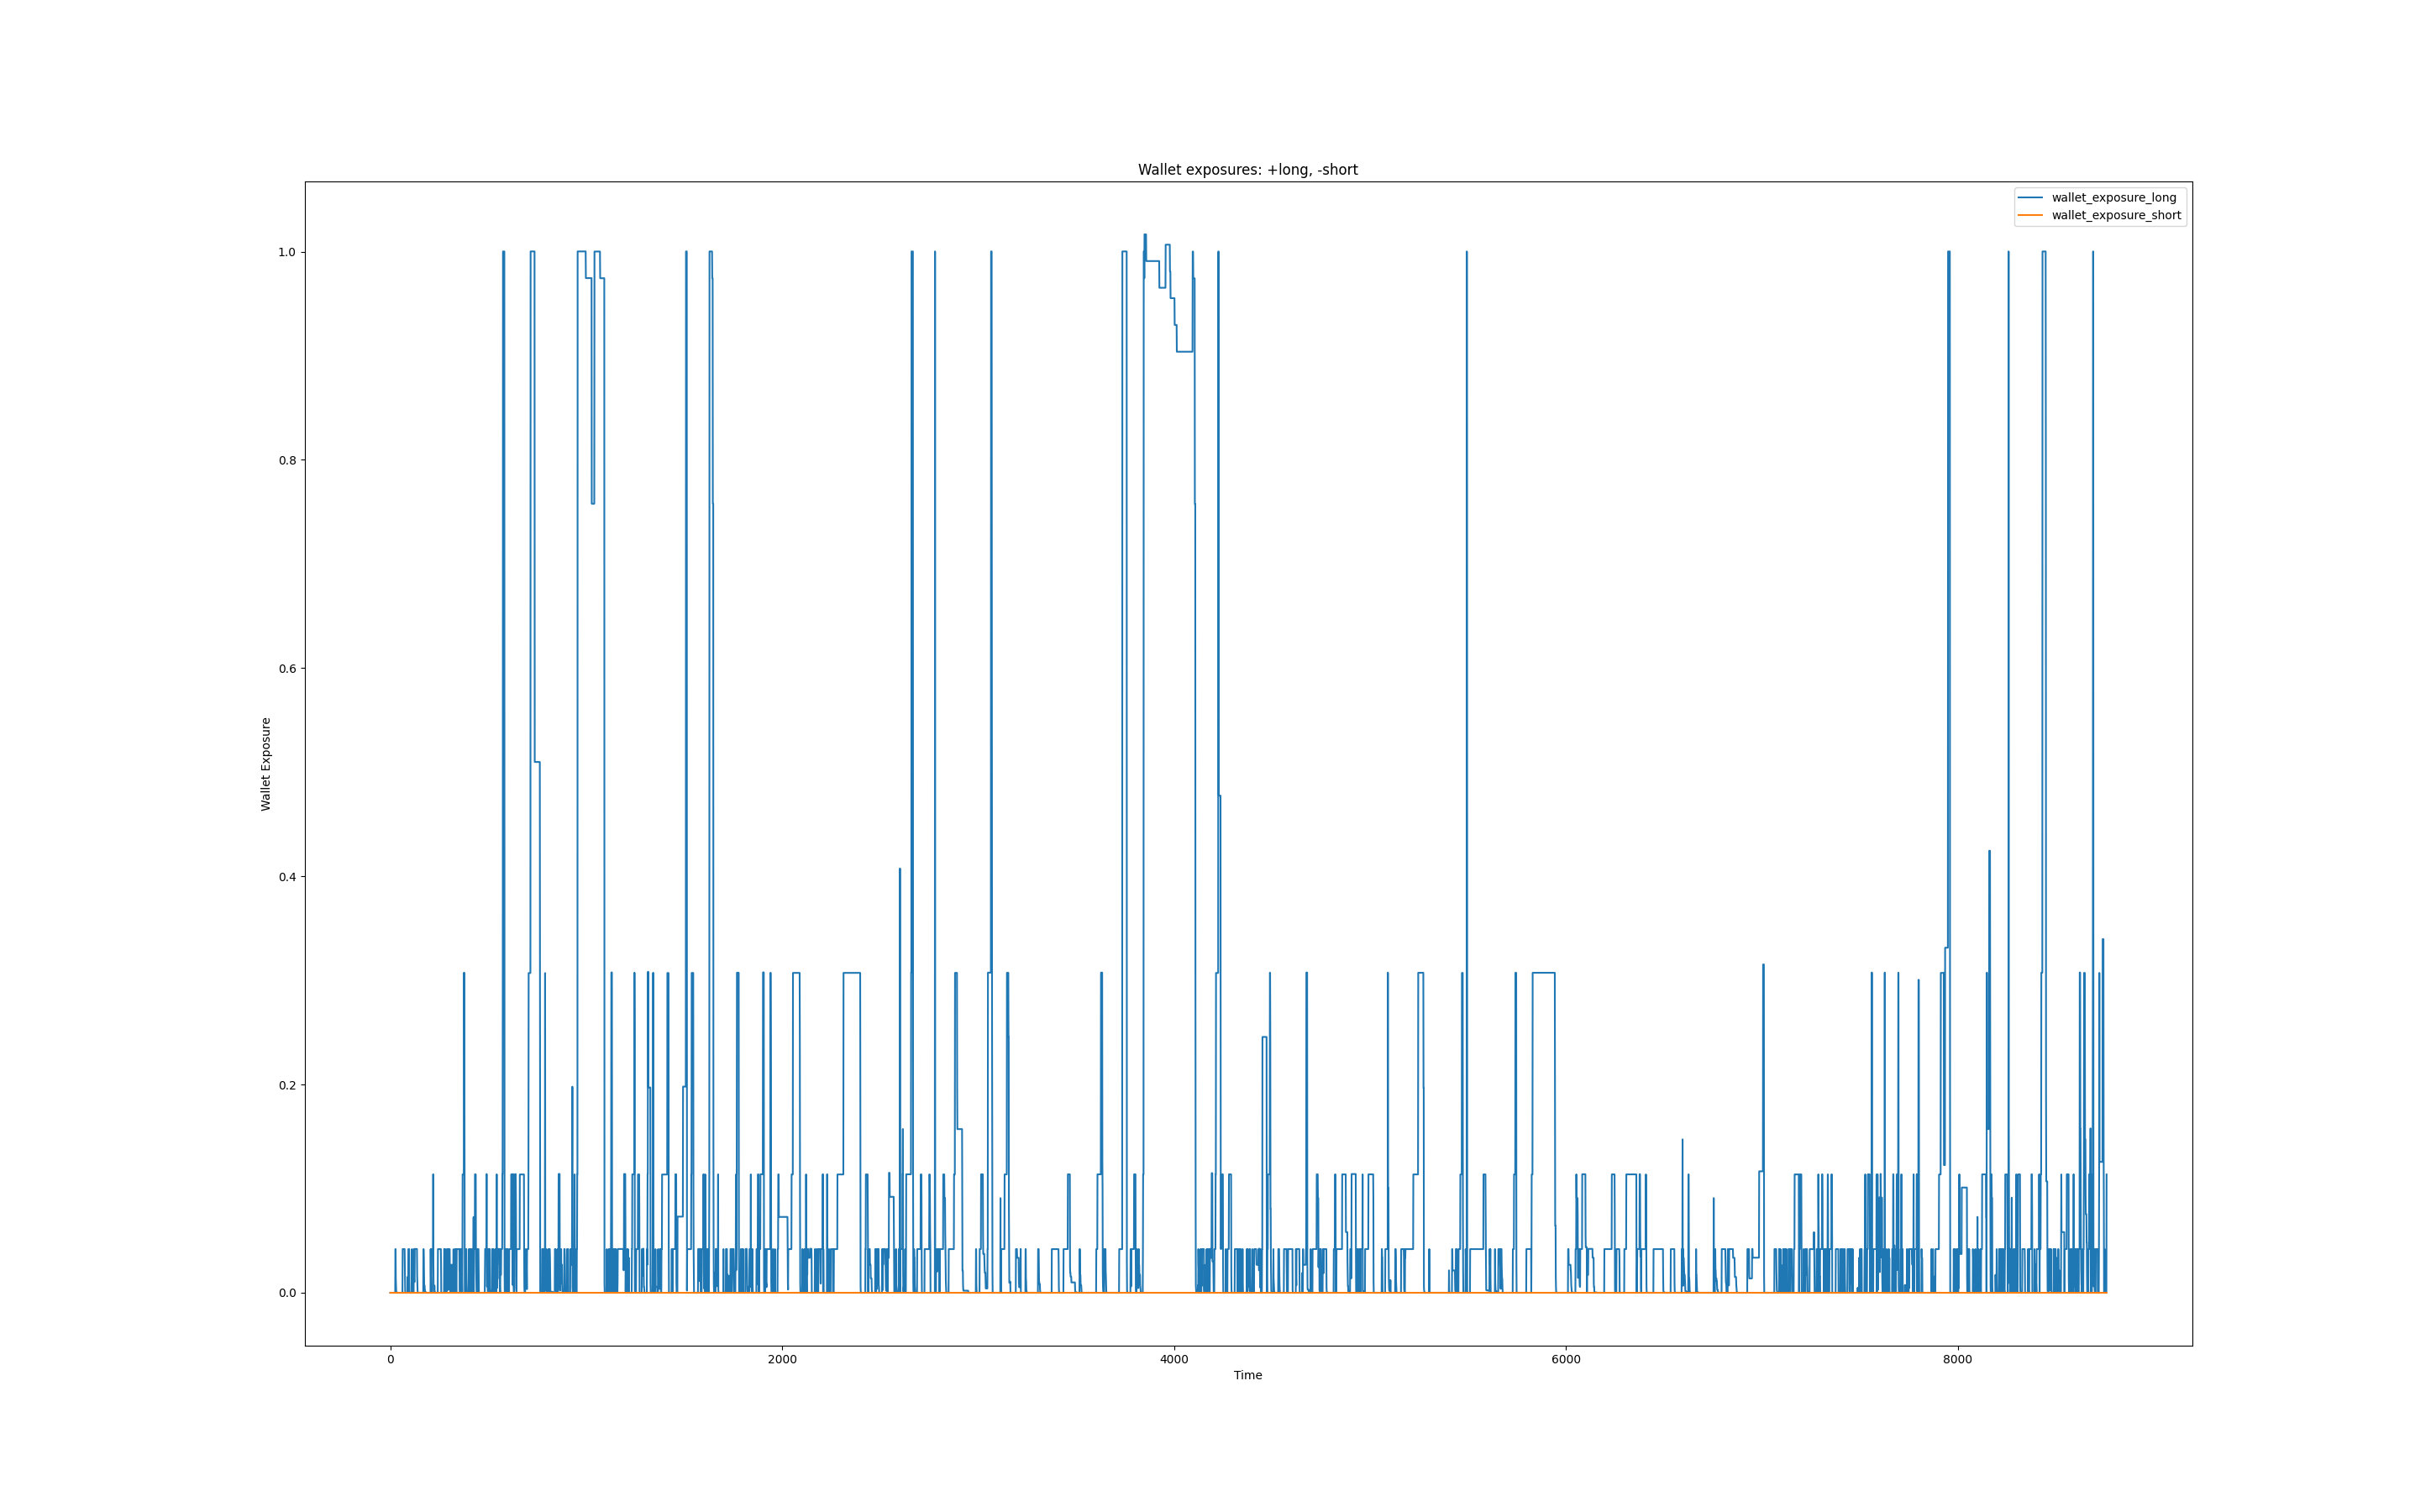 Wallet exposures: +long, -short
wallet_exposure_long
wallet_exposure_short
1.0
0.8
0.6
0.4
0.2
0.0
Wallet Exposure
0 2000 4000 6000 8000
Time